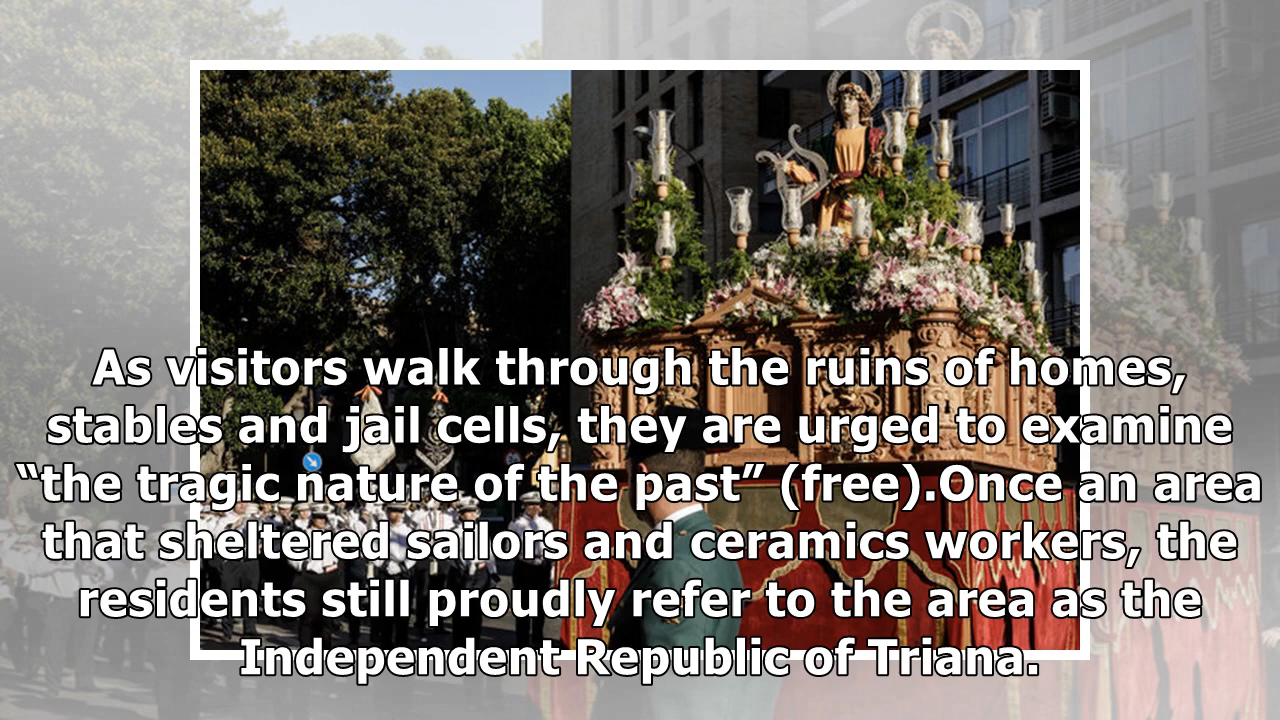 As visitors walk through the ruins of homes,
stables and jail cells, they are urged to examine
“the tragic nature of the past” (free).Once an area
that sheltered sailors and ceramics workers, the
residents still proudly refer to the area as the
Independent Republic of Triana.